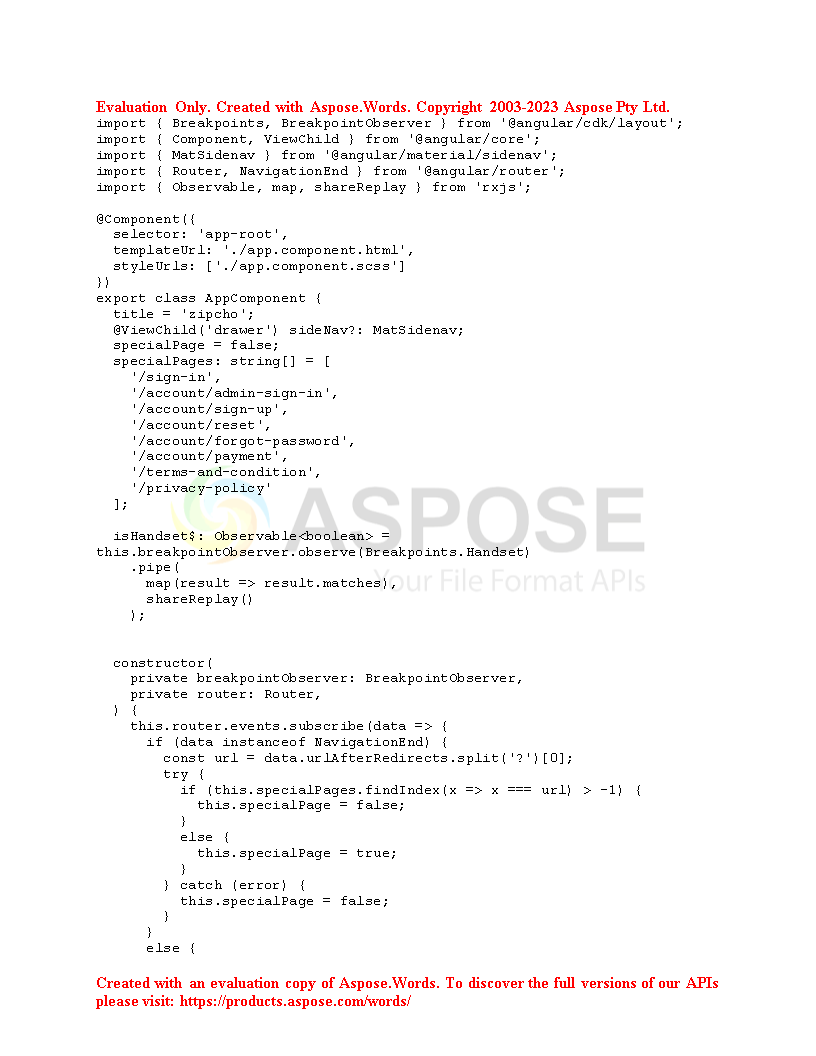 Evaluation Only. Created with Aspose.Words. Copyright 2003-2023 Aspose Pty Ltd.
import { Breakpoints, BreakpointObserver } from '@angular/cdk/layout';
import { Component, ViewChild } from '@angular/core';
import { MatSidenav } from '@angular/material/sidenav';
import { Router, NavigationEnd } from '@angular/router';
import { Observable, map, shareReplay } from 'rxjs';

@Component({
  selector: 'app-root',
  templateUrl: './app.component.html',
  styleUrls: ['./app.component.scss']
})
export class AppComponent {
  title = 'zipcho';
  @ViewChild('drawer') sideNav?: MatSidenav;
  specialPage = false;
  specialPages: string[] = [
    '/sign-in',
    '/account/admin-sign-in',
    '/account/sign-up',
    '/account/reset',
    '/account/forgot-password',
    '/account/payment',
    '/terms-and-condition',
    '/privacy-policy'
  ];
ASPOSE
Your File Format APIs

  isHandset$: Observable<boolean> =
this.breakpointObserver.observe(Breakpoints.Handset)
    .pipe(
      map(result => result.matches),
      shareReplay()
    );

  constructor(
    private breakpointObserver: BreakpointObserver,
    private router: Router,
  ) {
    this.router.events.subscribe(data => {
      if (data instanceof NavigationEnd) {
        const url = data.urlAfterRedirects.split('?')[0];
        try {
          if (this.specialPages.findIndex(x => x === url) > -1) {
            this.specialPage = false;
          }
          else {
            this.specialPage = true;
          }
        } catch (error) {
          this.specialPage = false;
        }
      }
      else {

Created with an evaluation copy of Aspose.Words. To discover the full versions of our APIs
please visit: https://products.aspose.com/words/